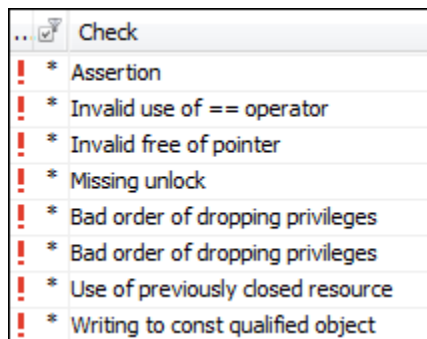 ... Check
! * Assertion
! * Invalid use of == operator
! * Invalid free of pointer
! * Missing unlock
! * Bad order of dropping privileges
! * Bad order of dropping privileges
! * Use of previously closed resource
! * Writing to const qualified object